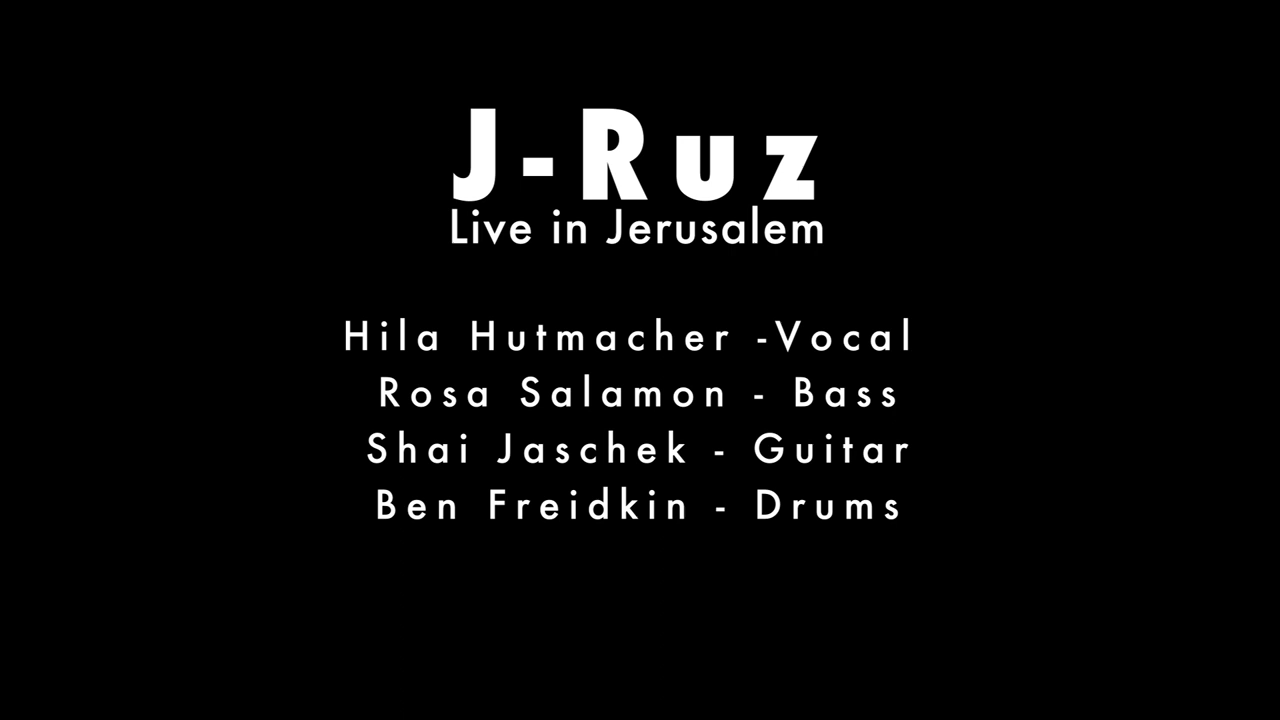 J-Ruz
Live in Jerusalem
Hila Hutmacher -Vocal
Rosa Salamon - Bass
Shai Jaschek - Guitar
Ben Freidkin - Drums